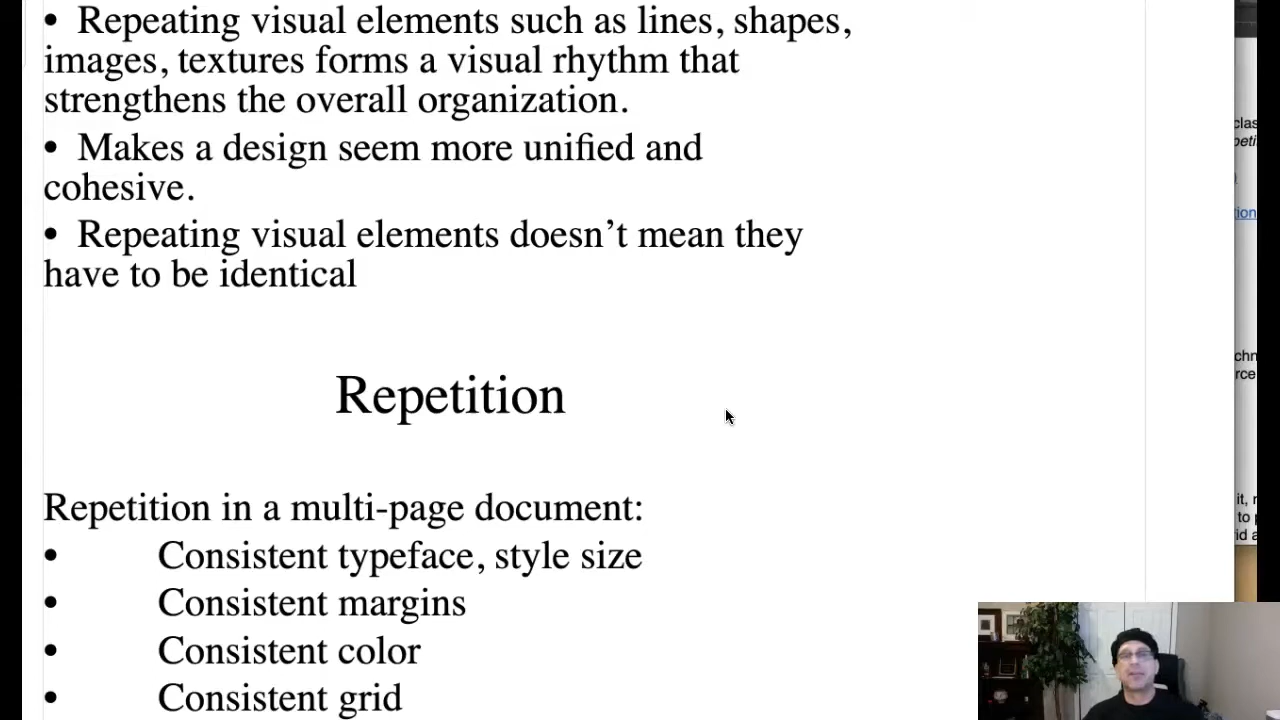 • Repeating visual elements such as lines, shapes,
images, textures forms a visual rhythm that
strengthens the overall organization.
• Makes a design seem more unified and
cohesive.
• Repeating visual elements doesn’t mean they
have to be identical
Repetition
Repetition in a multi-page document:
• Consistent typeface, style size
• Consistent margins
• Consistent color
• Consistent grid